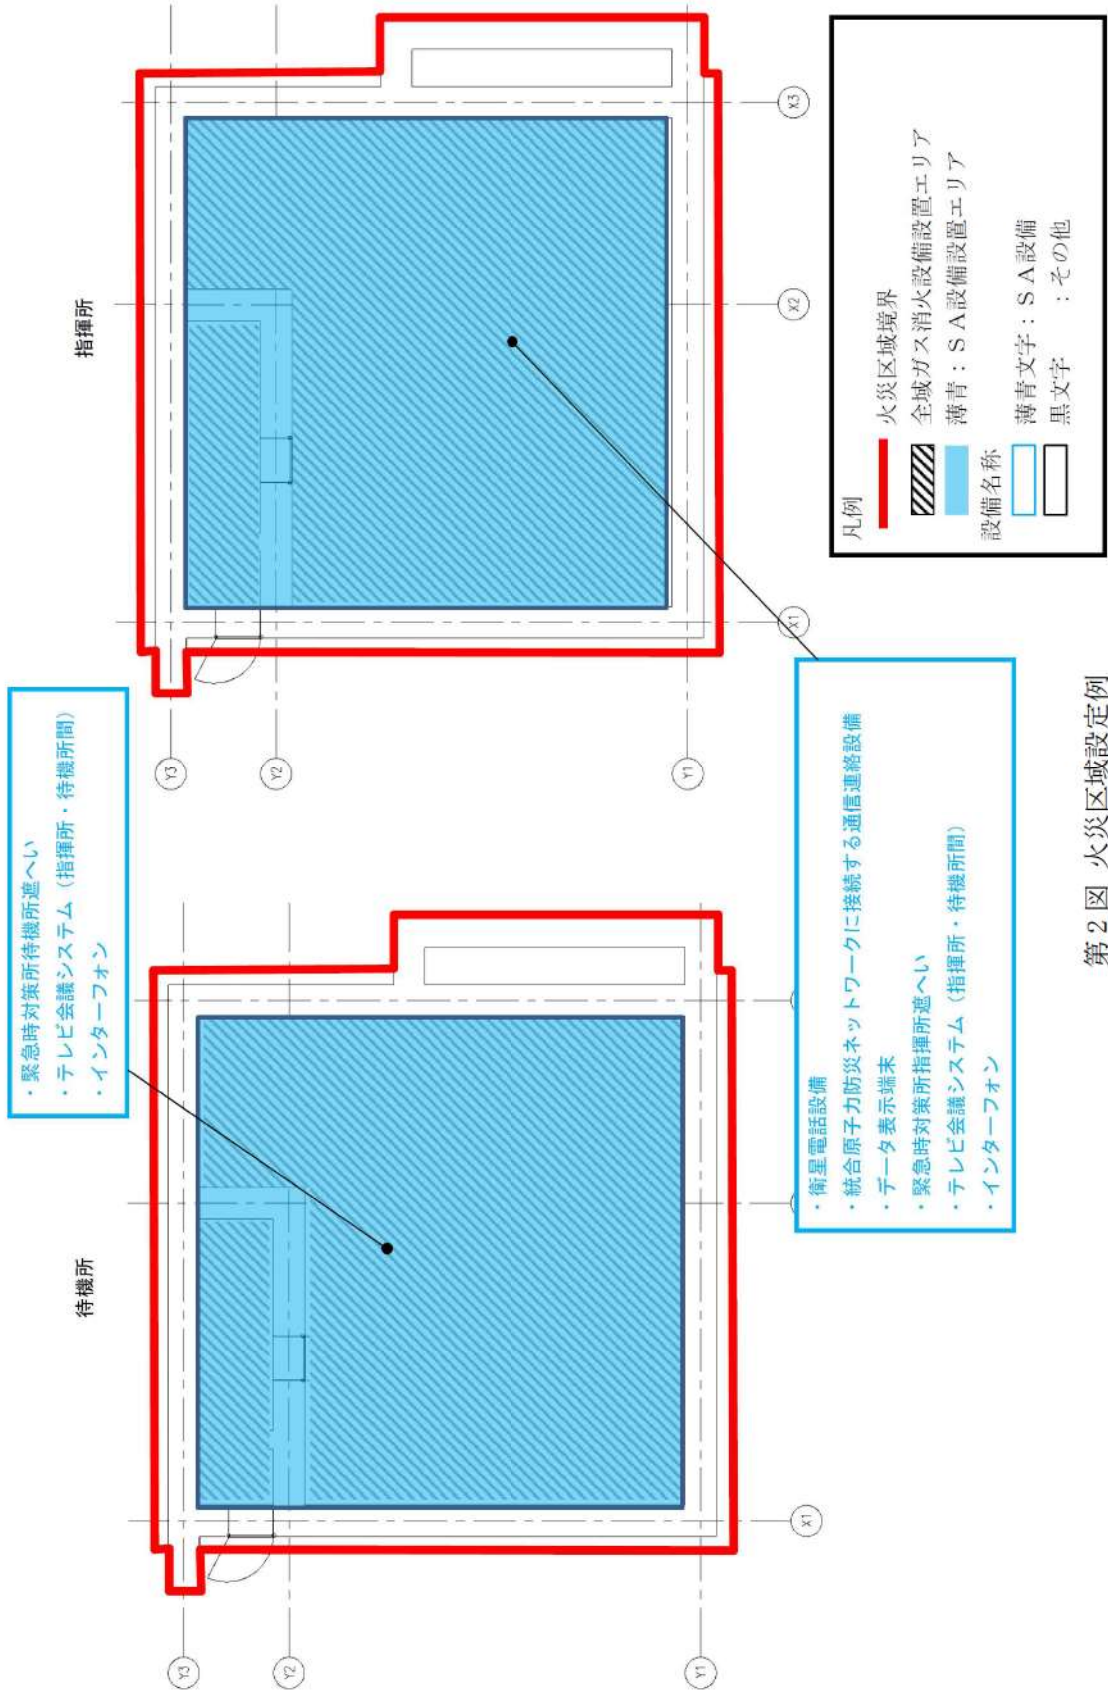 待機所
・緊急時対策所待機所遮へい
・テレビ会議システム（指揮所・待機所間）
・インターフォン
Y3
Y2
Y1
X1
指揮所
Y3
Y2
Y1
X1
X2
X3
・衛星電話設備
・統合原子力防災ネットワークに接続する通信連絡設備
・データ表示端末
・緊急時対策所指揮所遮へい
・テレビ会議システム（指揮所・待機所間）
・インターフォン
凡例
火災区域境界
全域ガス消火設備設置エリア
薄青：ＳＡ設備設置エリア
設備名称
薄青文字：ＳＡ設備
黒文字　：その他
第２図 火災区域設定例